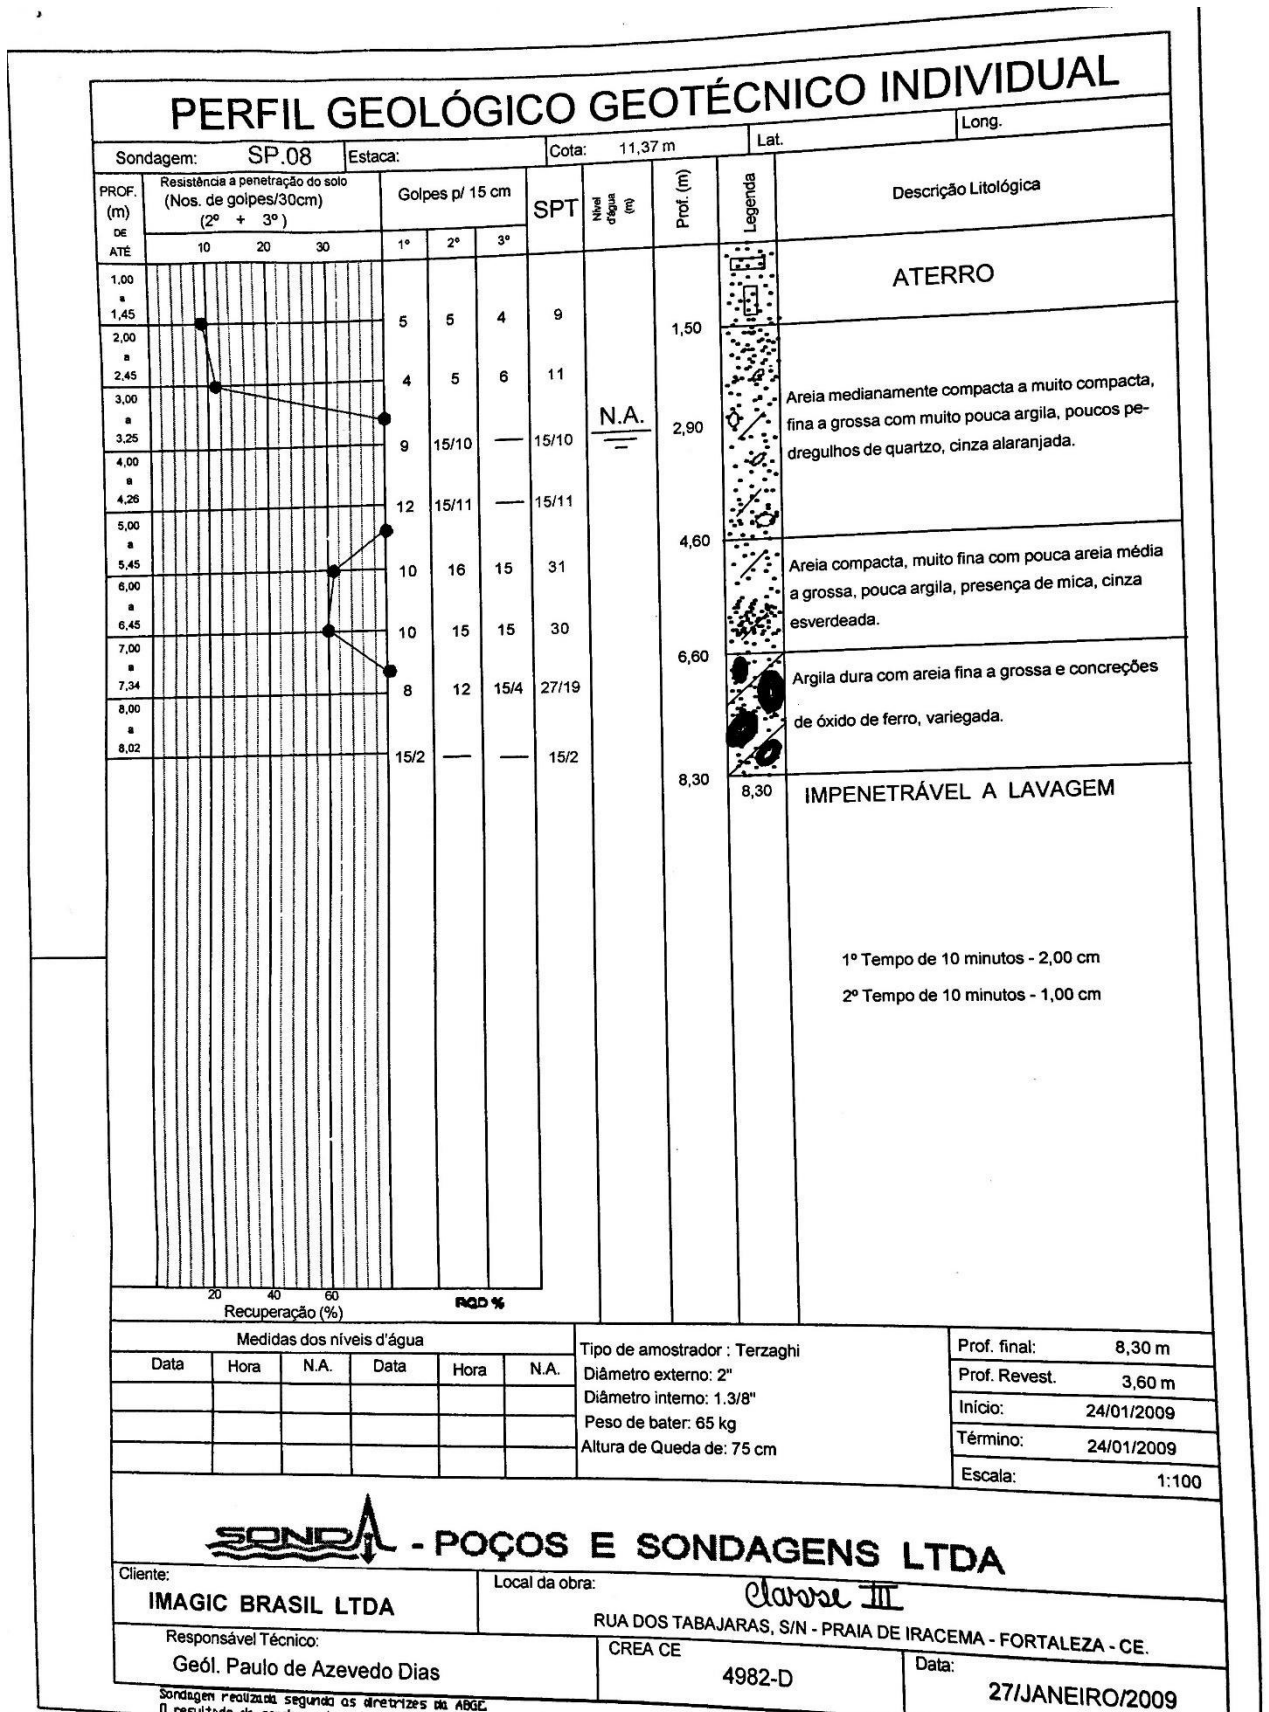 PERFIL GEOLÓGICO GEOTÉCNICO INDIVIDUAL
Sondagem: SP.08 Estaca: Cota: 11,37 m Lat. Long.
PROF. (m) DE ATÉ
Resistência a penetração do solo
(Nos. de golpes/30cm)
(2º + 3º)
10 20 30
Golpes p/ 15 cm
1º 2º 3º
SPT
Nível d'água (m)
Prof. (m)
Legenda
Descrição Litológica
1,00 a 1,45 5 5 4 9
2,00 a 2,45 4 5 6 11
3,00 a 3,25 9 15/10 — 15/10
4,00 a 4,26 12 15/11 — 15/11
5,00 a 5,45 10 16 15 31
6,00 a 6,45 10 15 15 30
7,00 a 7,34 8 12 15/4 27/19
8,00 a 8,02 15/2 — — 15/2
N.A.
ATERRO
1,50
2,90
Areia medianamente compacta a muito compacta,
fina a grossa com muito pouca argila, poucos pe-
dregulhos de quartzo, cinza alaranjada.
4,60
Areia compacta, muito fina com pouca areia média
a grossa, pouca argila, presença de mica, cinza
esverdeada.
6,60
Argila dura com areia fina a grossa e concreções
de óxido de ferro, variegada.
8,30 8,30
IMPENETRÁVEL A LAVAGEM
1º Tempo de 10 minutos - 2,00 cm
2º Tempo de 10 minutos - 1,00 cm
20 40 60
Recuperação (%)
RQD %
Medidas dos níveis d'água
Data Hora N.A. Data Hora N.A.
Tipo de amostrador : Terzaghi
Diâmetro externo: 2"
Diâmetro interno: 1.3/8"
Peso de bater: 65 kg
Altura de Queda de: 75 cm
Prof. final: 8,30 m
Prof. Revest. 3,60 m
Início: 24/01/2009
Término: 24/01/2009
Escala: 1:100
SONDA - POÇOS E SONDAGENS LTDA
Cliente:
IMAGIC BRASIL LTDA
Local da obra:
Classe III
RUA DOS TABAJARAS, S/N - PRAIA DE IRACEMA - FORTALEZA - CE.
Responsável Técnico:
Geól. Paulo de Azevedo Dias
CREA CE
4982-D
Data:
27/JANEIRO/2009
Sondagem realizada segundo as diretrizes da ABGE.